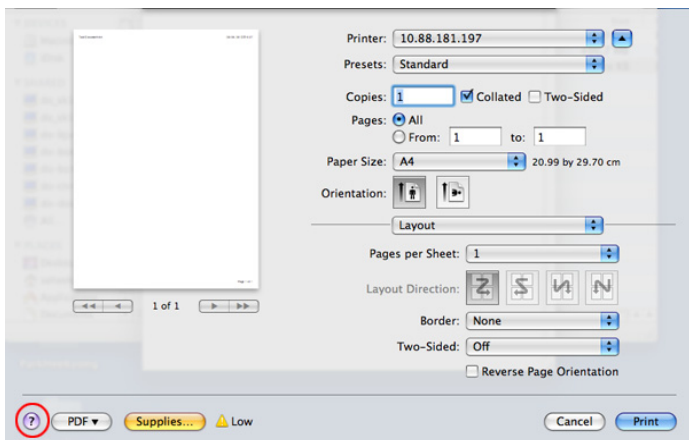 Printer: 10.88.181.197
Presets: Standard
Copies: 1 Collated Two-Sided
Pages: All
From: 1 to: 1
Paper Size: A4 20.99 by 29.70 cm
Orientation:
Layout
Pages per Sheet: 1
1 of 1
Layout Direction:
Border: None
Two-Sided: Off
Reverse Page Orientation
? PDF Supplies... Low Cancel Print